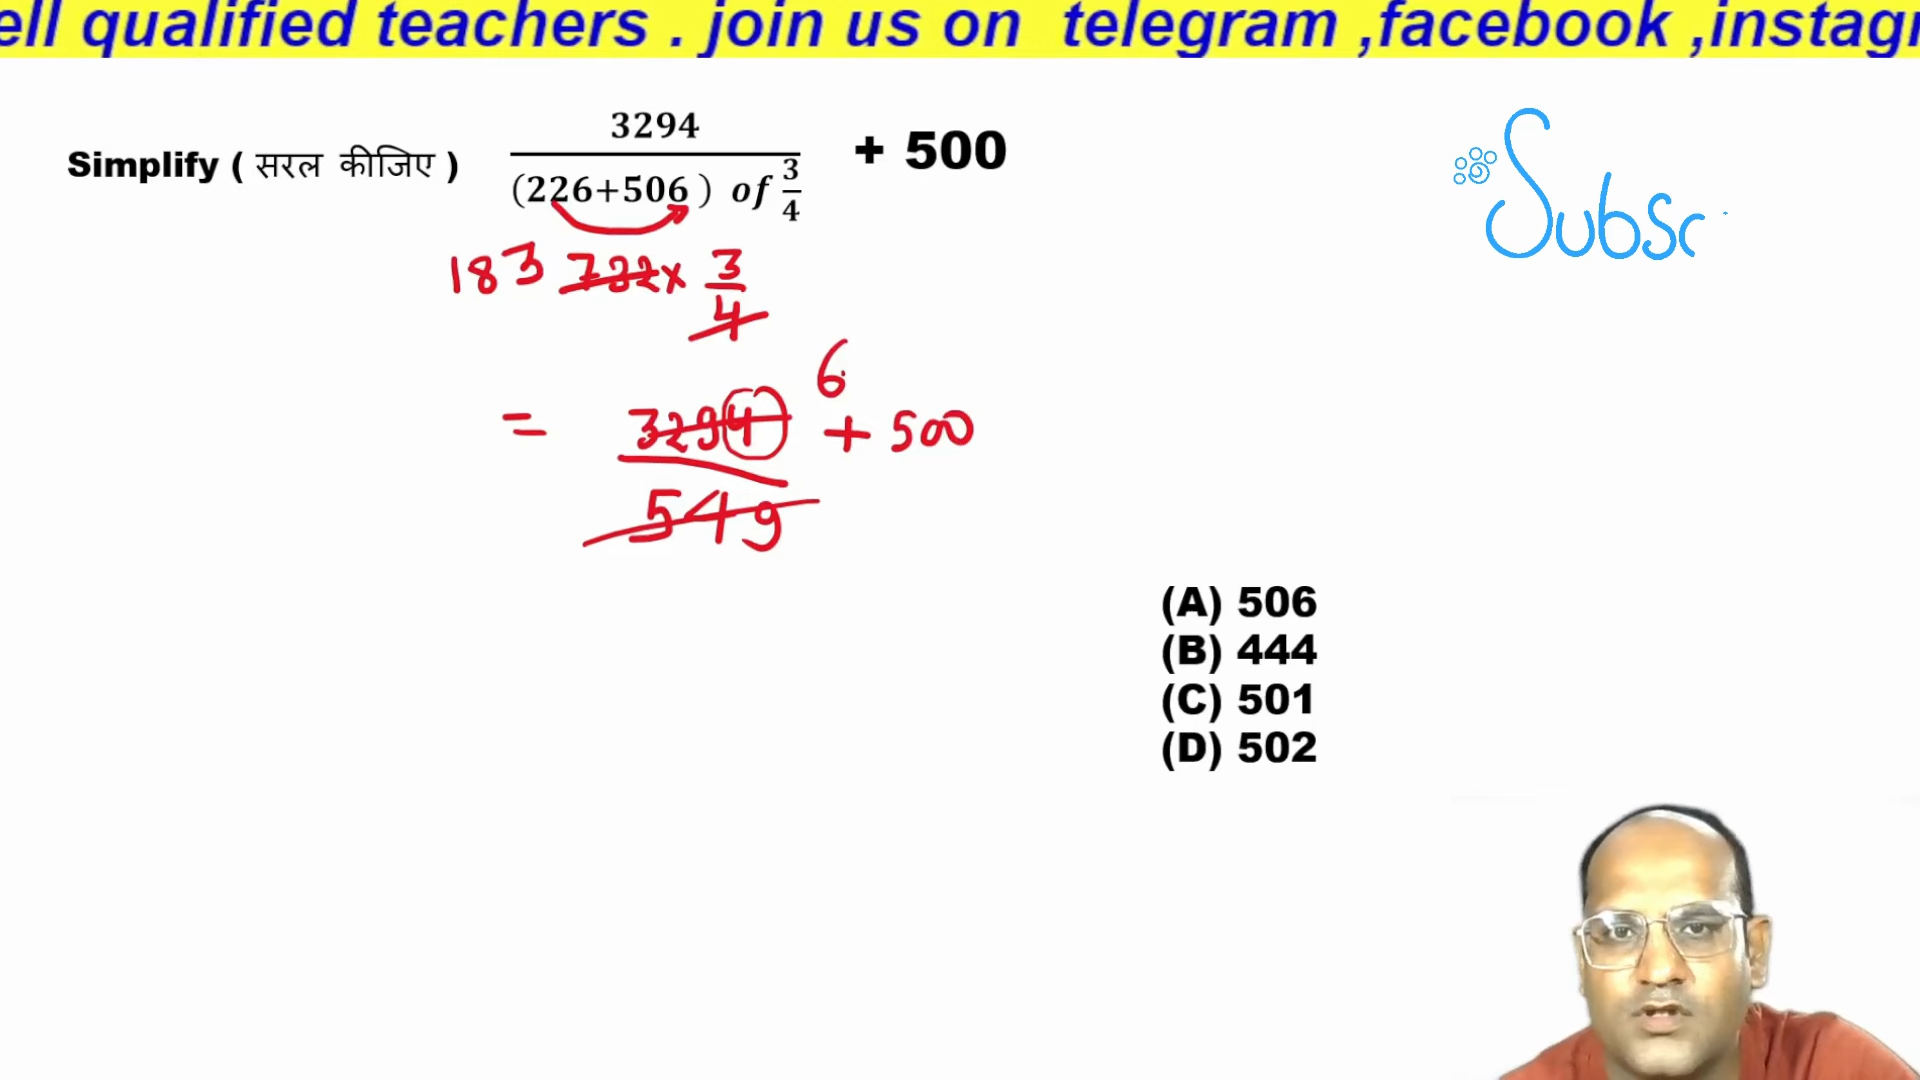 ell qualified teachers . join us on telegram ,facebook ,instag
Simplify ( सरल कीजिए ) 3294 / (226+506 ) of 3/4 + 500
183 732 x 3/4
6
= 3294 / 549 + 500
(A) 506
(B) 444
(C) 501
(D) 502
Subsc